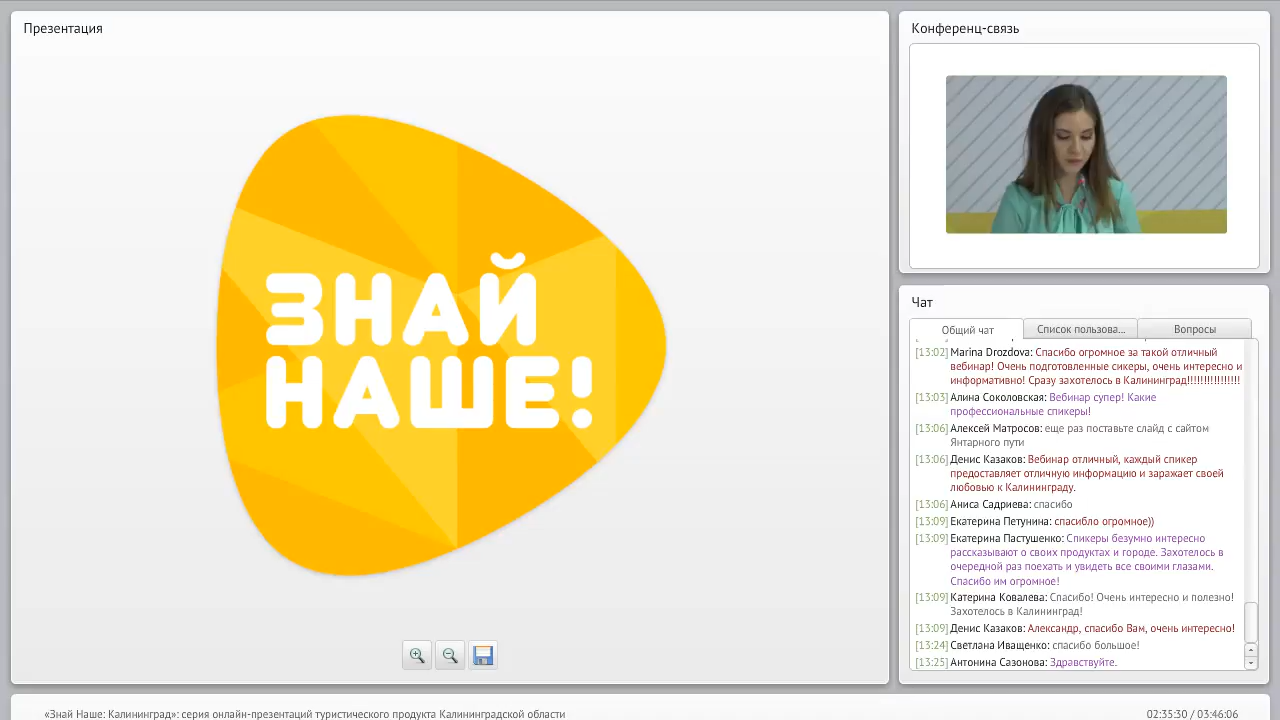 Презентация
ЗНАЙ
НАШЕ!
Конференц-связь
Чат
Общий чат
Список пользова...
Вопросы
[13:02] Marina Drozdova: Спасибо огромное за такой отличный
вебинар! Очень подготовленные сикеры, очень интересно и
информативно! Сразу захотелось в Калининград!!!!!!!!!!!!!!!!
[13:03] Алина Соколовская: Вебинар супер! Какие
профессиональные спикеры!
[13:06] Алексей Матросов: еще раз поставьте слайд с сайтом
Янтарного пути
[13:06] Денис Казаков: Вебинар отличный, каждый спикер
предоставляет отличную информацию и заражает своей
любовью к Калининграду.
[13:06] Аниса Садриева: спасибо
[13:09] Екатерина Петунина: спасибло огромное))
[13:09] Екатерина Пастушенко: Спикеры безумно интересно
рассказывают о своих продуктах и городе. Захотелось в
очередной раз поехать и увидеть все своими глазами.
Спасибо им огромное!
[13:09] Катерина Ковалева: Спасибо! Очень интересно и полезно!
Захотелось в Калининград!
[13:09] Денис Казаков: Александр, спасибо Вам, очень интересно!
[13:24] Светлана Иващенко: спасибо большое!
[13:25] Антонина Сазонова: Здравствуйте.
«Знай Наше: Калининград»: серия онлайн-презентаций туристического продукта Калининградской области
02:35:30 / 03:46:06